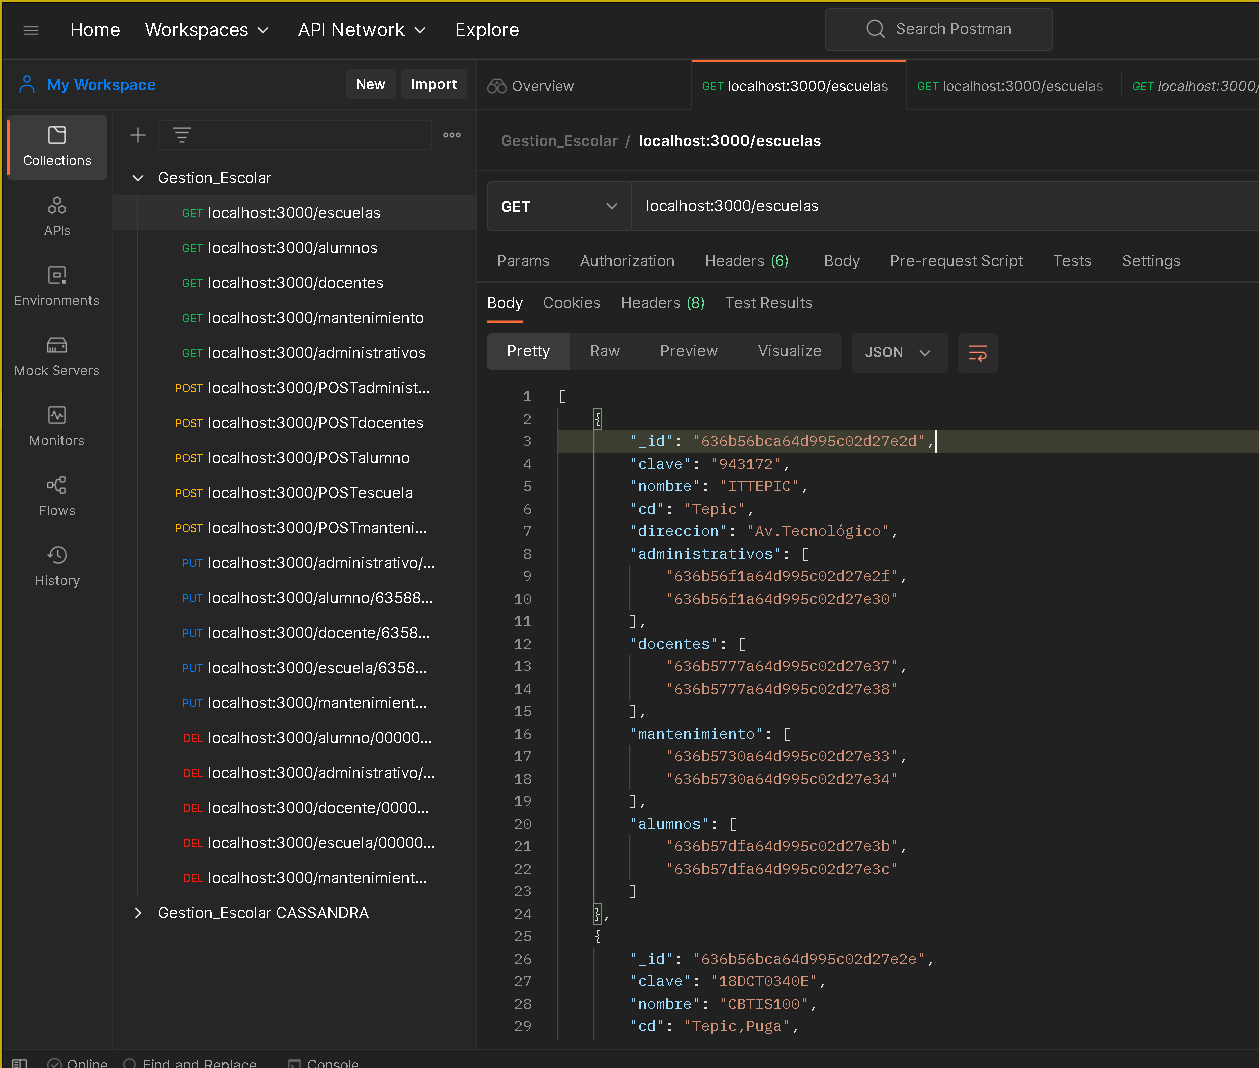 Home Workspaces API Network Explore Search Postman
My Workspace New Import
Overview GET localhost:3000/escuelas GET localhost:3000/escuelas GET localhost:3000/
Collections
APIs
Environments
Mock Servers
Monitors
Flows
History
Gestion_Escolar
GET localhost:3000/escuelas
GET localhost:3000/alumnos
GET localhost:3000/docentes
GET localhost:3000/mantenimiento
GET localhost:3000/administrativos
POST localhost:3000/POSTadminist...
POST localhost:3000/POSTdocentes
POST localhost:3000/POSTalumno
POST localhost:3000/POSTescuela
POST localhost:3000/POSTmanteni...
PUT localhost:3000/administrativo/...
PUT localhost:3000/alumno/63588...
PUT localhost:3000/docente/6358...
PUT localhost:3000/escuela/6358...
PUT localhost:3000/mantenimient...
DEL localhost:3000/alumno/00000...
DEL localhost:3000/administrativo/...
DEL localhost:3000/docente/0000...
DEL localhost:3000/escuela/00000...
DEL localhost:3000/mantenimient...
Gestion_Escolar CASSANDRA
Gestion_Escolar / localhost:3000/escuelas
GET localhost:3000/escuelas
Params Authorization Headers (6) Body Pre-request Script Tests Settings
Body Cookies Headers (8) Test Results
Pretty Raw Preview Visualize JSON
1 [
2 {
3 "_id": "636b56bca64d995c02d27e2d",
4 "clave": "943172",
5 "nombre": "ITTEPIC",
6 "cd": "Tepic",
7 "direccion": "Av.Tecnológico",
8 "administrativos": [
9 "636b56f1a64d995c02d27e2f",
10 "636b56f1a64d995c02d27e30"
11 ],
12 "docentes": [
13 "636b5777a64d995c02d27e37",
14 "636b5777a64d995c02d27e38"
15 ],
16 "mantenimiento": [
17 "636b5730a64d995c02d27e33",
18 "636b5730a64d995c02d27e34"
19 ],
20 "alumnos": [
21 "636b57dfa64d995c02d27e3b",
22 "636b57dfa64d995c02d27e3c"
23 ]
24 },
25 {
26 "_id": "636b56bca64d995c02d27e2e",
27 "clave": "18DCT0340E",
28 "nombre": "CBTIS100",
29 "cd": "Tepic,Puga",
Online Find and Replace Console